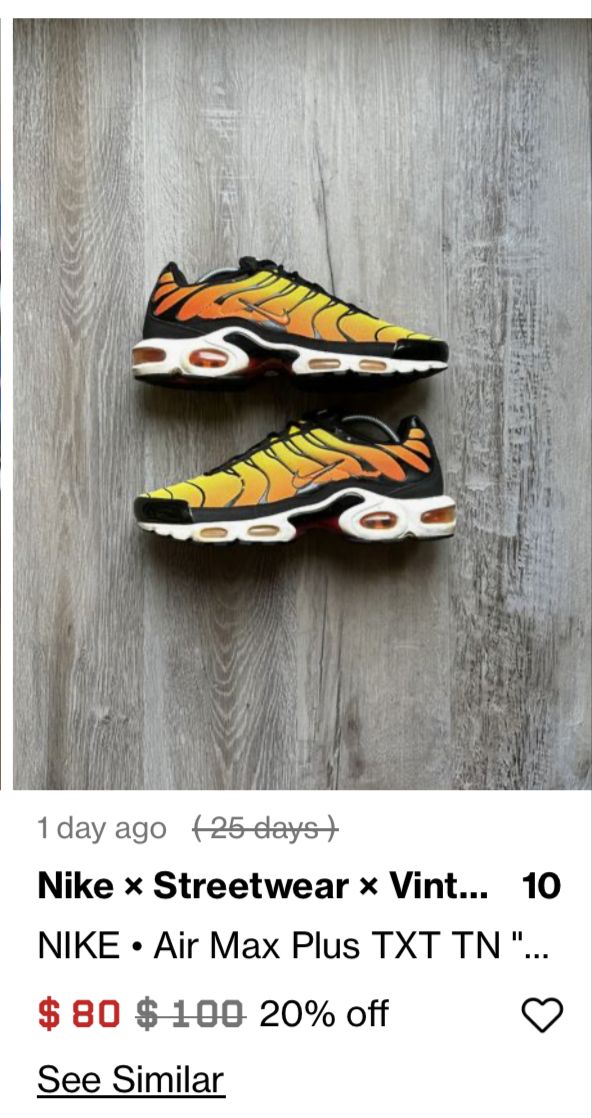 1 day ago (25 days)
Nike × Streetwear × Vint... 10
NIKE • Air Max Plus TXT TN "...
$ 80 $ 100 20% off
See Similar